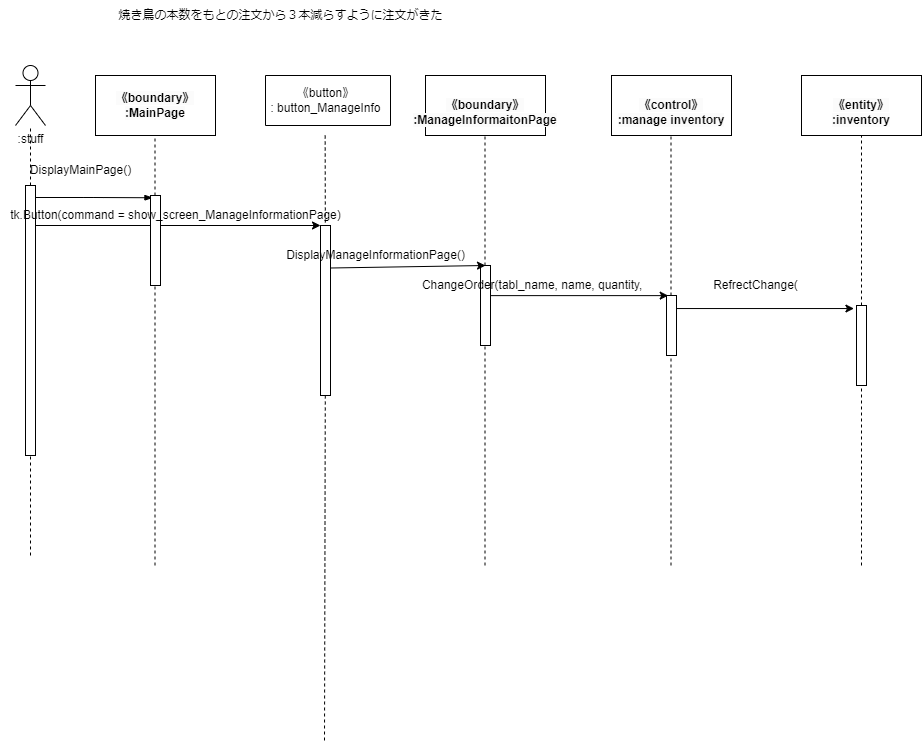 焼き鳥の本数をもとの注文から３本減らすように注文がきた
:stuff
《boundary》
:MainPage
《button》
: button_ManageInfo
《boundary》
:ManageInformaitonPage
《control》
:manage inventory
《entity》
:inventory
DisplayMainPage()
tk.Button(command = show_screen_ManageInformationPage)
DisplayManageInformationPage()
ChangeOrder(tabl_name, name, quantity,
RefrectChange(